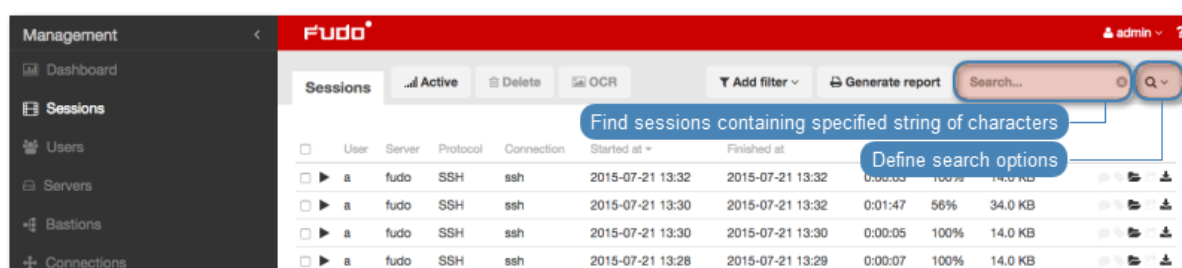 Management
Dashboard
Sessions
Users
Servers
Bastions
Connections
Fudo
admin
?
Sessions
Active
Delete
OCR
Add filter
Generate report
Search...
Find sessions containing specified string of characters
Define search options
User Server Protocol Connection Started at Finished at
a fudo SSH ssh 2015-07-21 13:32 2015-07-21 13:32 0:00:03 100% 14.0 KB
a fudo SSH ssh 2015-07-21 13:30 2015-07-21 13:32 0:01:47 56% 34.0 KB
a fudo SSH ssh 2015-07-21 13:30 2015-07-21 13:30 0:00:05 100% 14.0 KB
a fudo SSH ssh 2015-07-21 13:28 2015-07-21 13:29 0:00:07 100% 14.0 KB